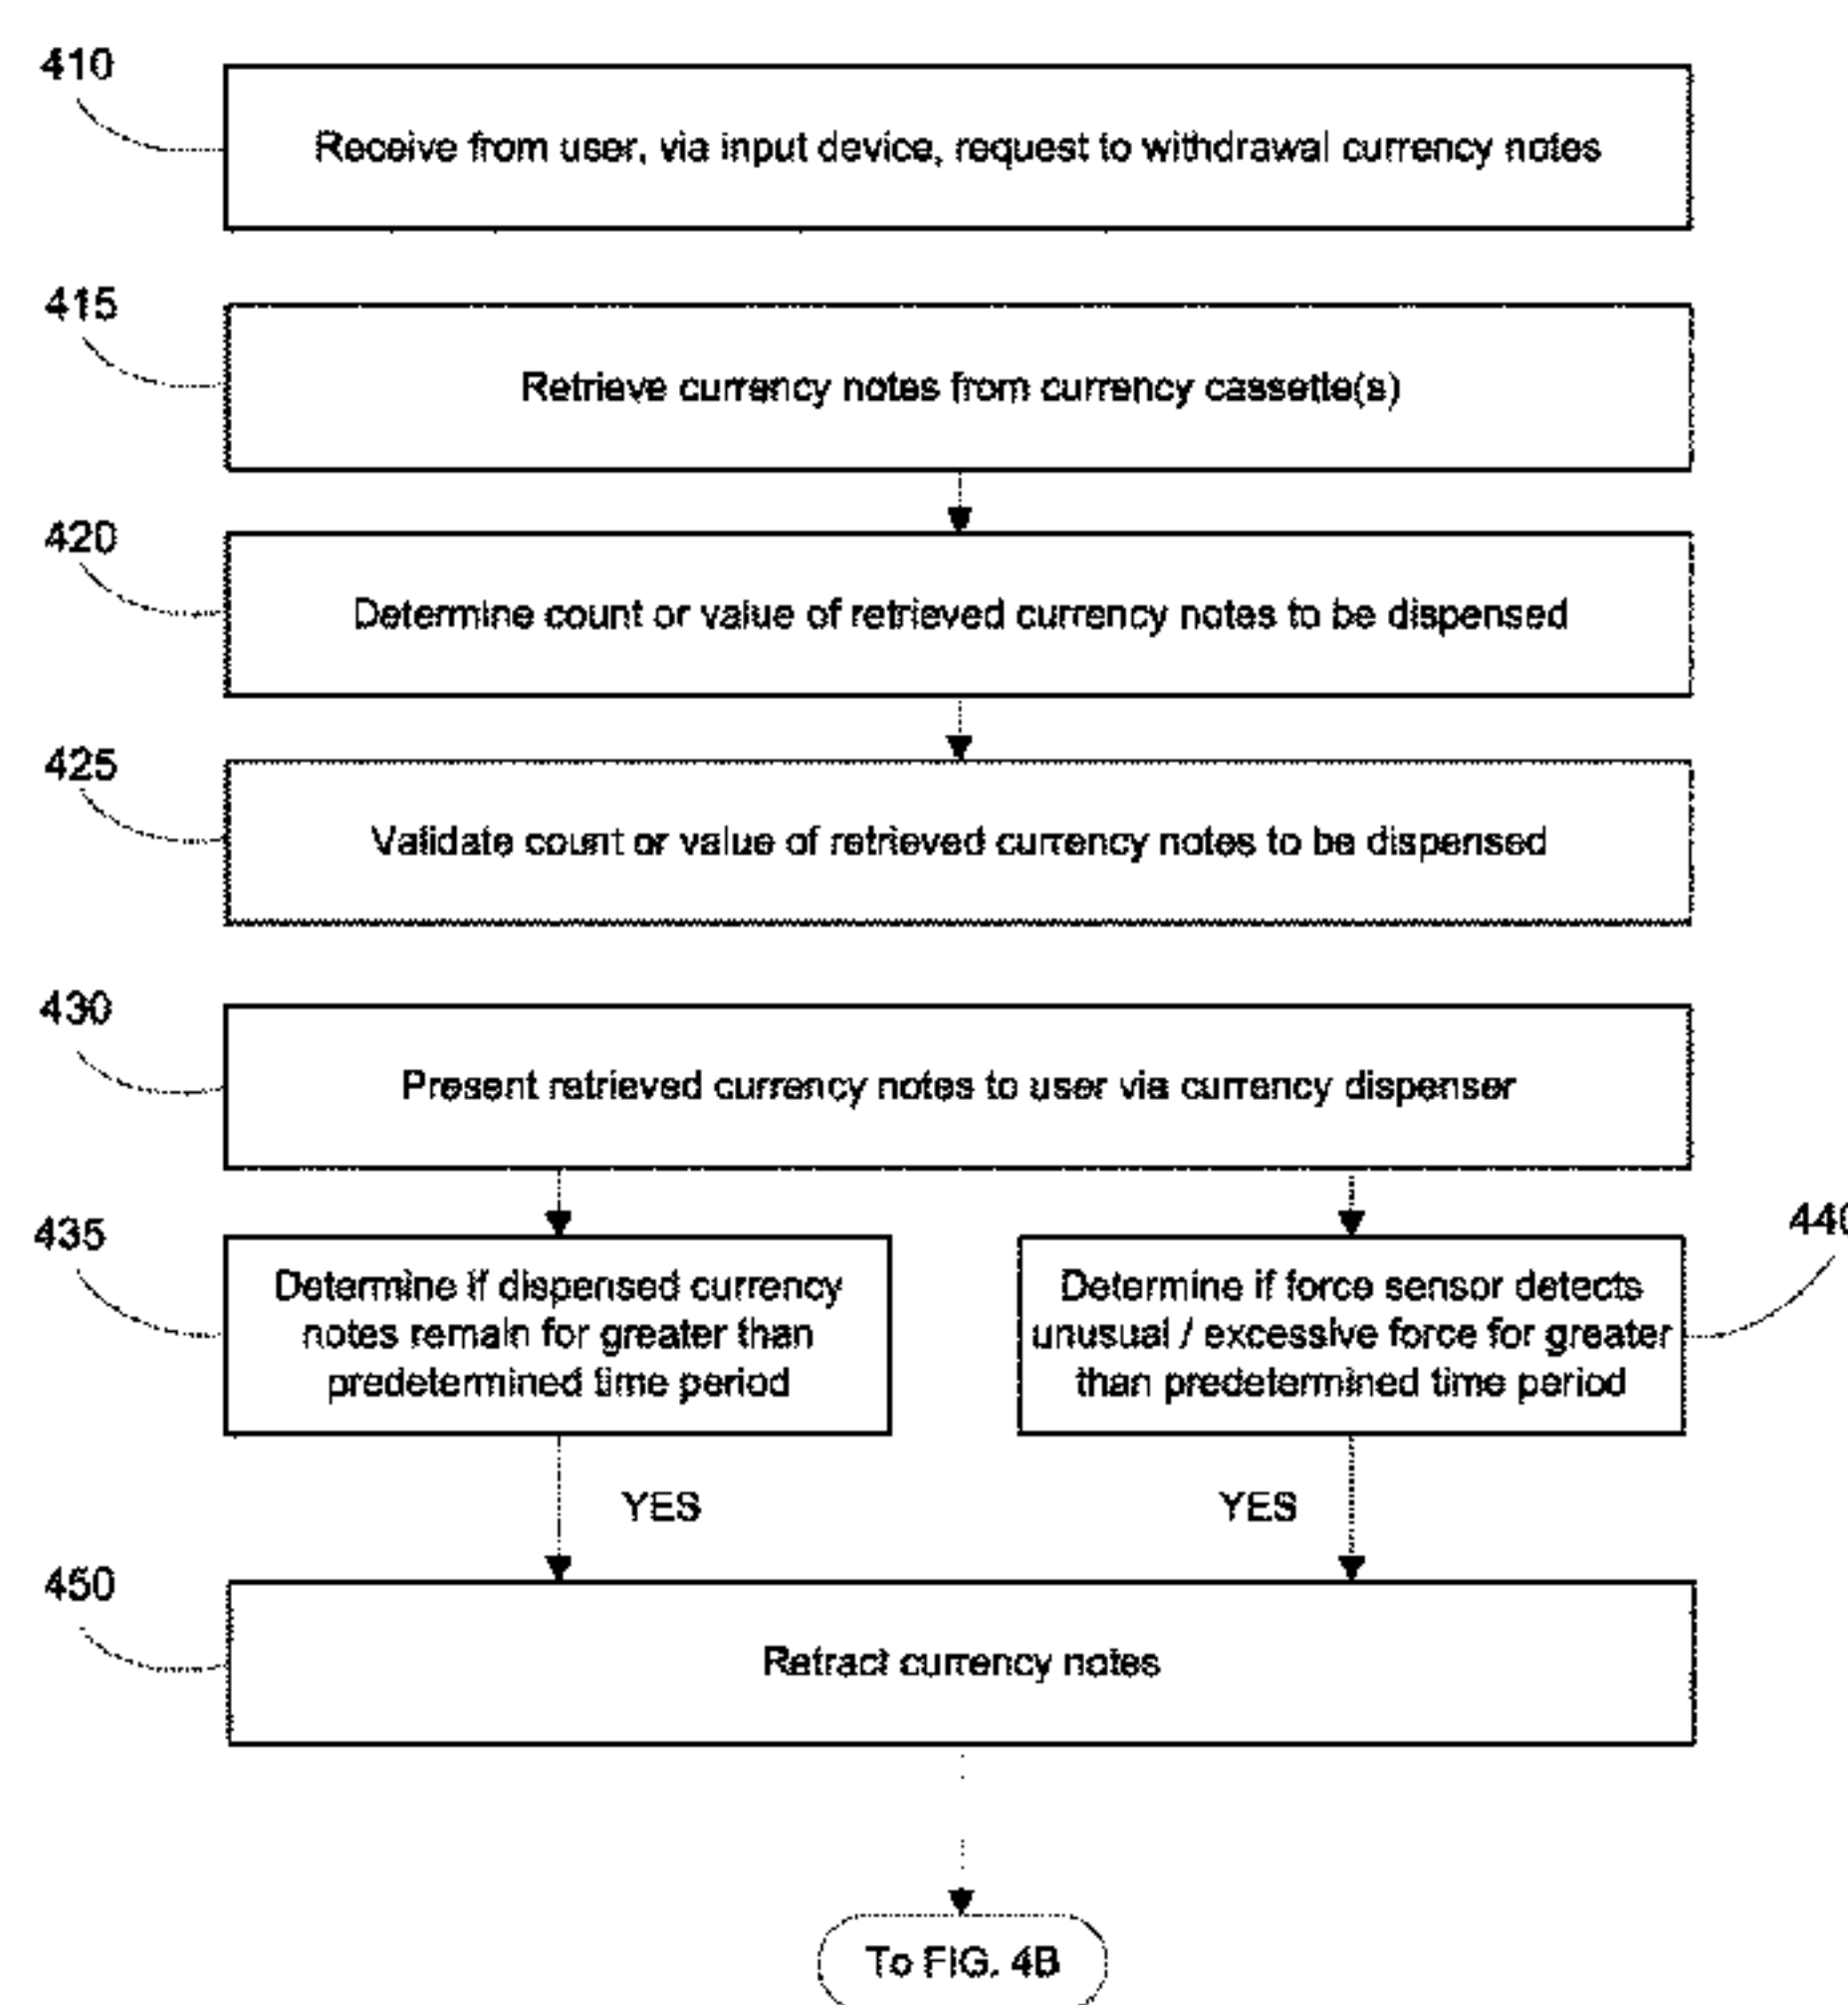 410
Receive from user, via input device, request to withdrawal currency notes
415
Retrieve currency notes from currency cassette(s)
420
Determine count or value of retrieved currency notes to be dispensed
425
Validate count or value of retrieved currency notes to be dispensed
430
Present retrieved currency notes to user via currency dispenser
435
Determine if dispensed currency
notes remain for greater than
predetermined time period
440
Determine if force sensor detects
unusual / excessive force for greater
than predetermined time period
YES
YES
450
Retract currency notes
To FIG. 4B